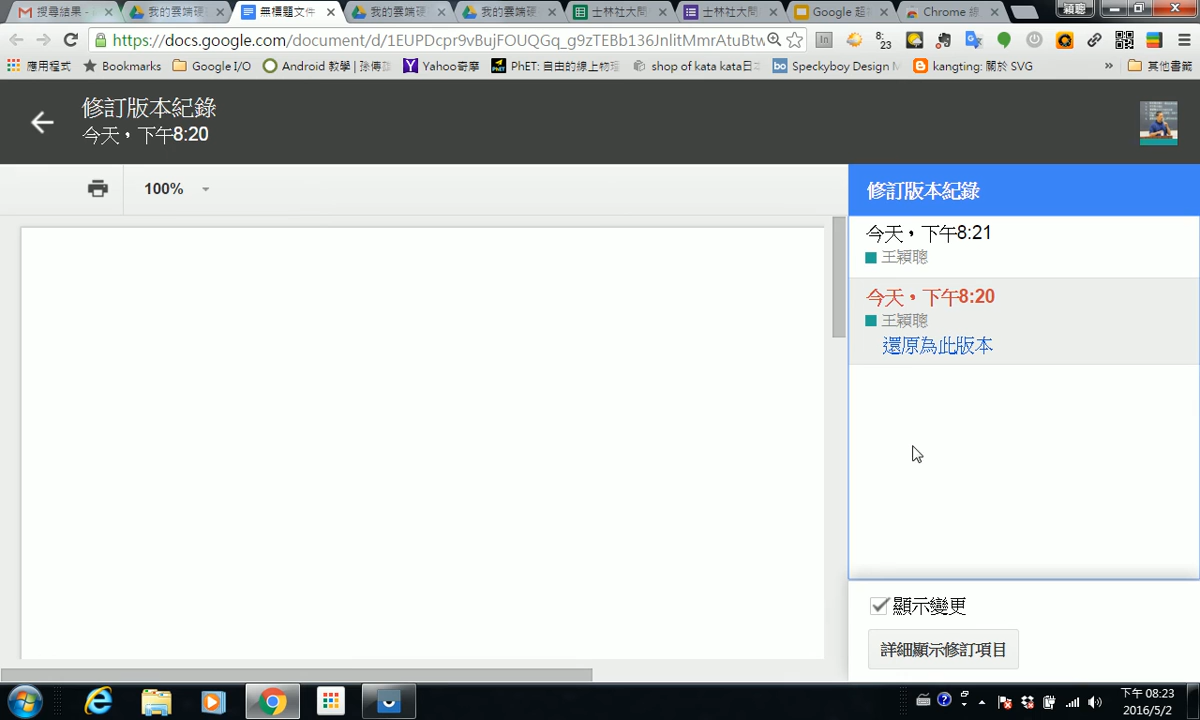 搜尋結果 -
我的雲端硬
無標題文件
我的雲端硬
我的雲端硬
士林社大問
士林社大問
Google 超
Chrome 線
穎聰
https://docs.google.com/document/d/1EUPDcpr9vBujFOUQGq_g9zTEBb136JnlitMmrAtuBtw
8:23
應用程式
Bookmarks
Google I/O
Android 教學 | 孫傳
Yahoo奇摩
PhET: 自由的線上物理
shop of kata kata日本
Speckyboy Design M
kangting: 關於 SVG
»
其他書籤
修訂版本紀錄
今天，下午8:20
100%
修訂版本紀錄
今天，下午8:21
王穎聰
今天，下午8:20
王穎聰
還原為此版本
顯示變更
詳細顯示修訂項目
下午 08:23
2016/5/2